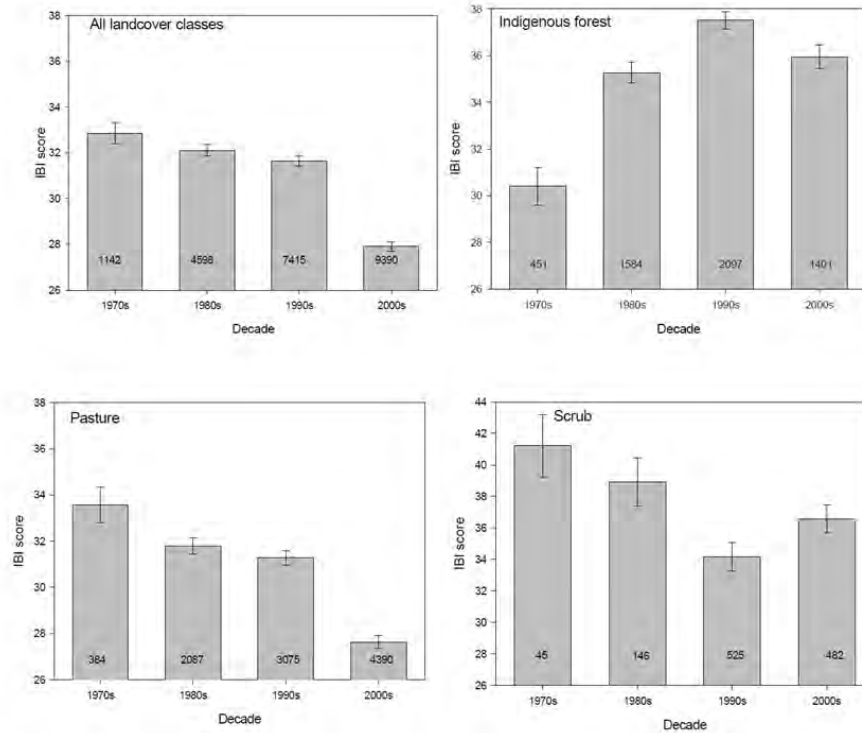 All landcover classes
IBI score
38
36
34
32
30
28
26
1142
4598
7415
9390
1970s
1980s
1990s
2000s
Decade
Indigenous forest
IBI score
38
36
34
32
30
28
26
451
1584
2097
1401
1970s
1980s
1990s
2000s
Decade
Pasture
IBI score
38
36
34
32
30
28
26
384
2087
3075
4390
1970s
1980s
1990s
2000s
Decade
Scrub
IBI score
44
42
40
38
36
34
32
30
28
26
45
146
525
482
1970s
1980s
1990s
2000s
Decade